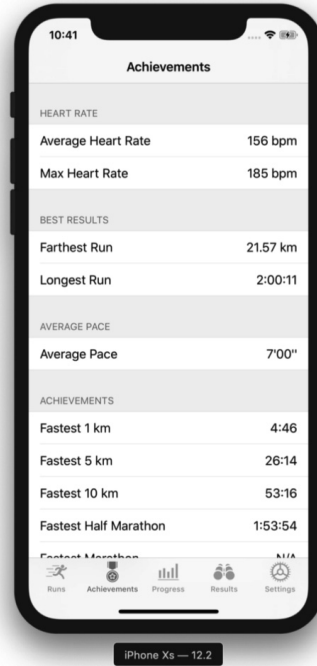 10:41
Achievements
HEART RATE
Average Heart Rate 156 bpm
Max Heart Rate 185 bpm
BEST RESULTS
Farthest Run 21.57 km
Longest Run 2:00:11
AVERAGE PACE
Average Pace 7'00''
ACHIEVEMENTS
Fastest 1 km 4:46
Fastest 5 km 26:14
Fastest 10 km 53:16
Fastest Half Marathon 1:53:54
Fastest Marathon N/A
Runs Achievements Progress Results Settings
iPhone Xs — 12.2